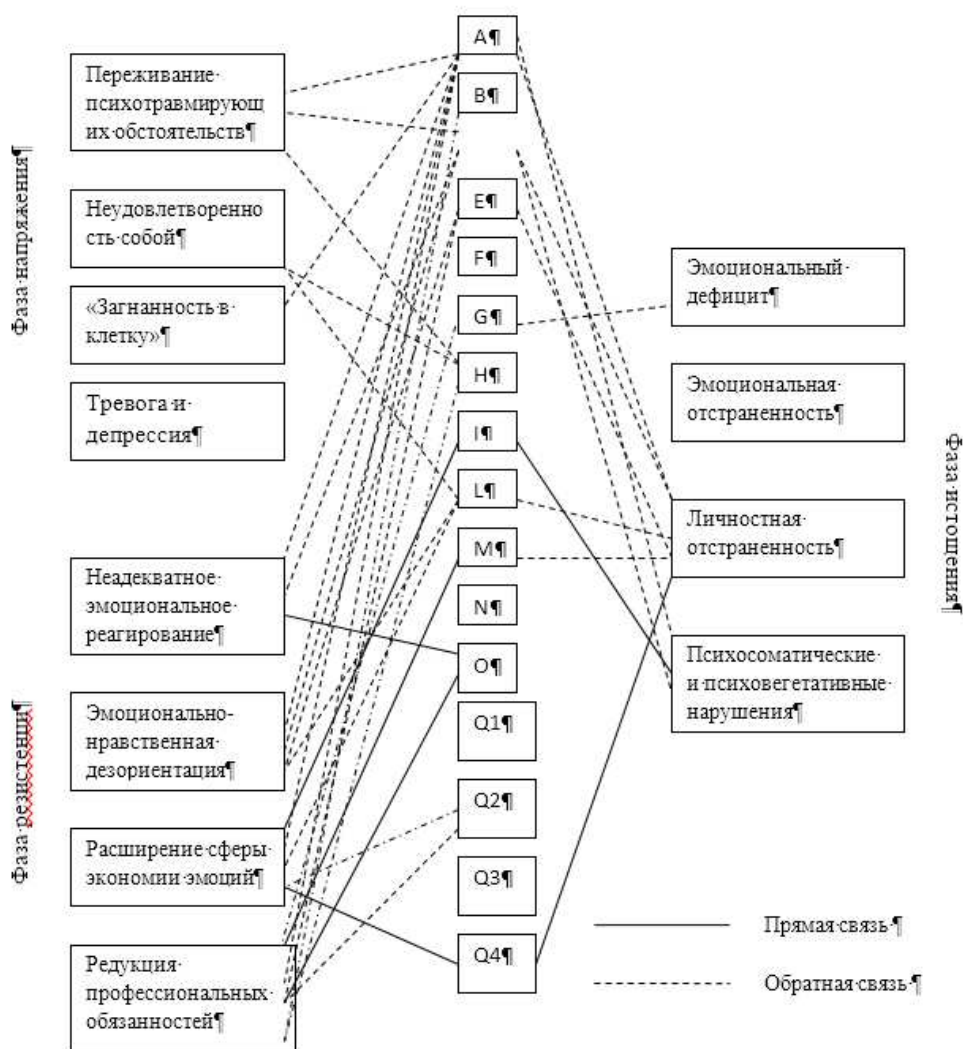 Фаза·напряжения¶
Переживание·
психотравмирующ
их·обстоятельств¶
Неудовлетворенно
сть·собой¶
«Загнанность·в·
клетку»¶
Тревога·и·
депрессия¶
Фаза·резистенци¶
Неадекватное·
эмоциональное·
реагирование¶
Эмоционально-
нравственная·
дезориентация¶
Расширение·сферы·
экономии·эмоций¶
Редукция·
профессиональных·
обязанностей¶
A¶
B¶
E¶
F¶
G¶
H¶
I¶
L¶
M¶
N¶
O¶
Q1¶
Q2¶
Q3¶
Q4¶
Эмоциональный·
дефицит¶
Эмоциональная·
отстраненность¶
Личностная·
отстраненность¶
Психосоматические·
и·психовегетативные·
нарушения¶
Фаза·истощения¶
Прямая·связь·¶
Обратная·связь·¶